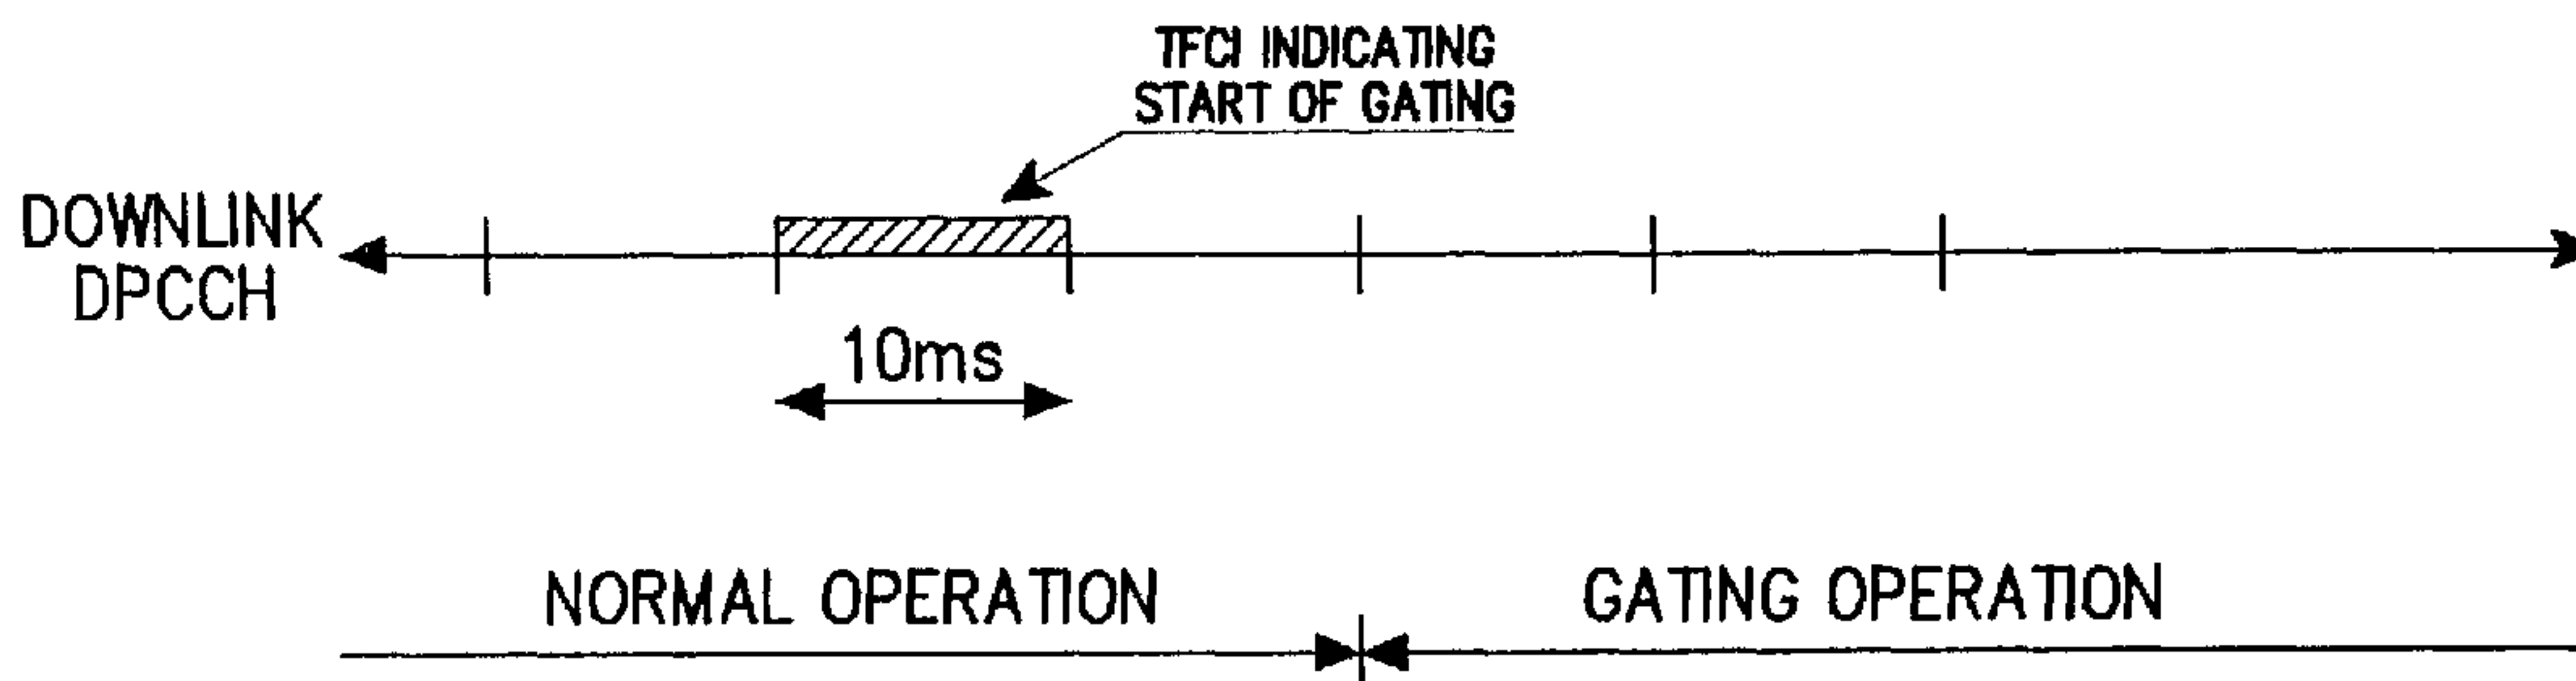 TFCI INDICATING
START OF GATING
DOWNLINK
DPCCH
10ms
NORMAL OPERATION
GATING OPERATION